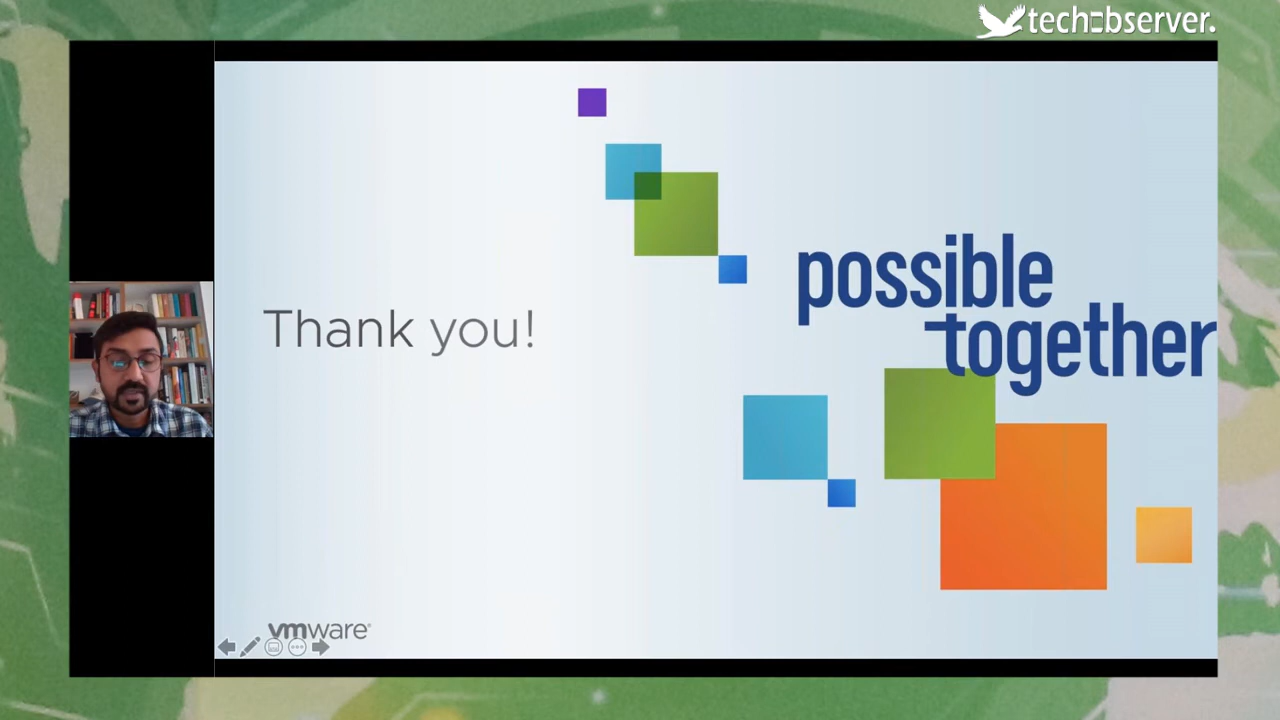 techobserver.
Thank you!
possible
together
vmware®